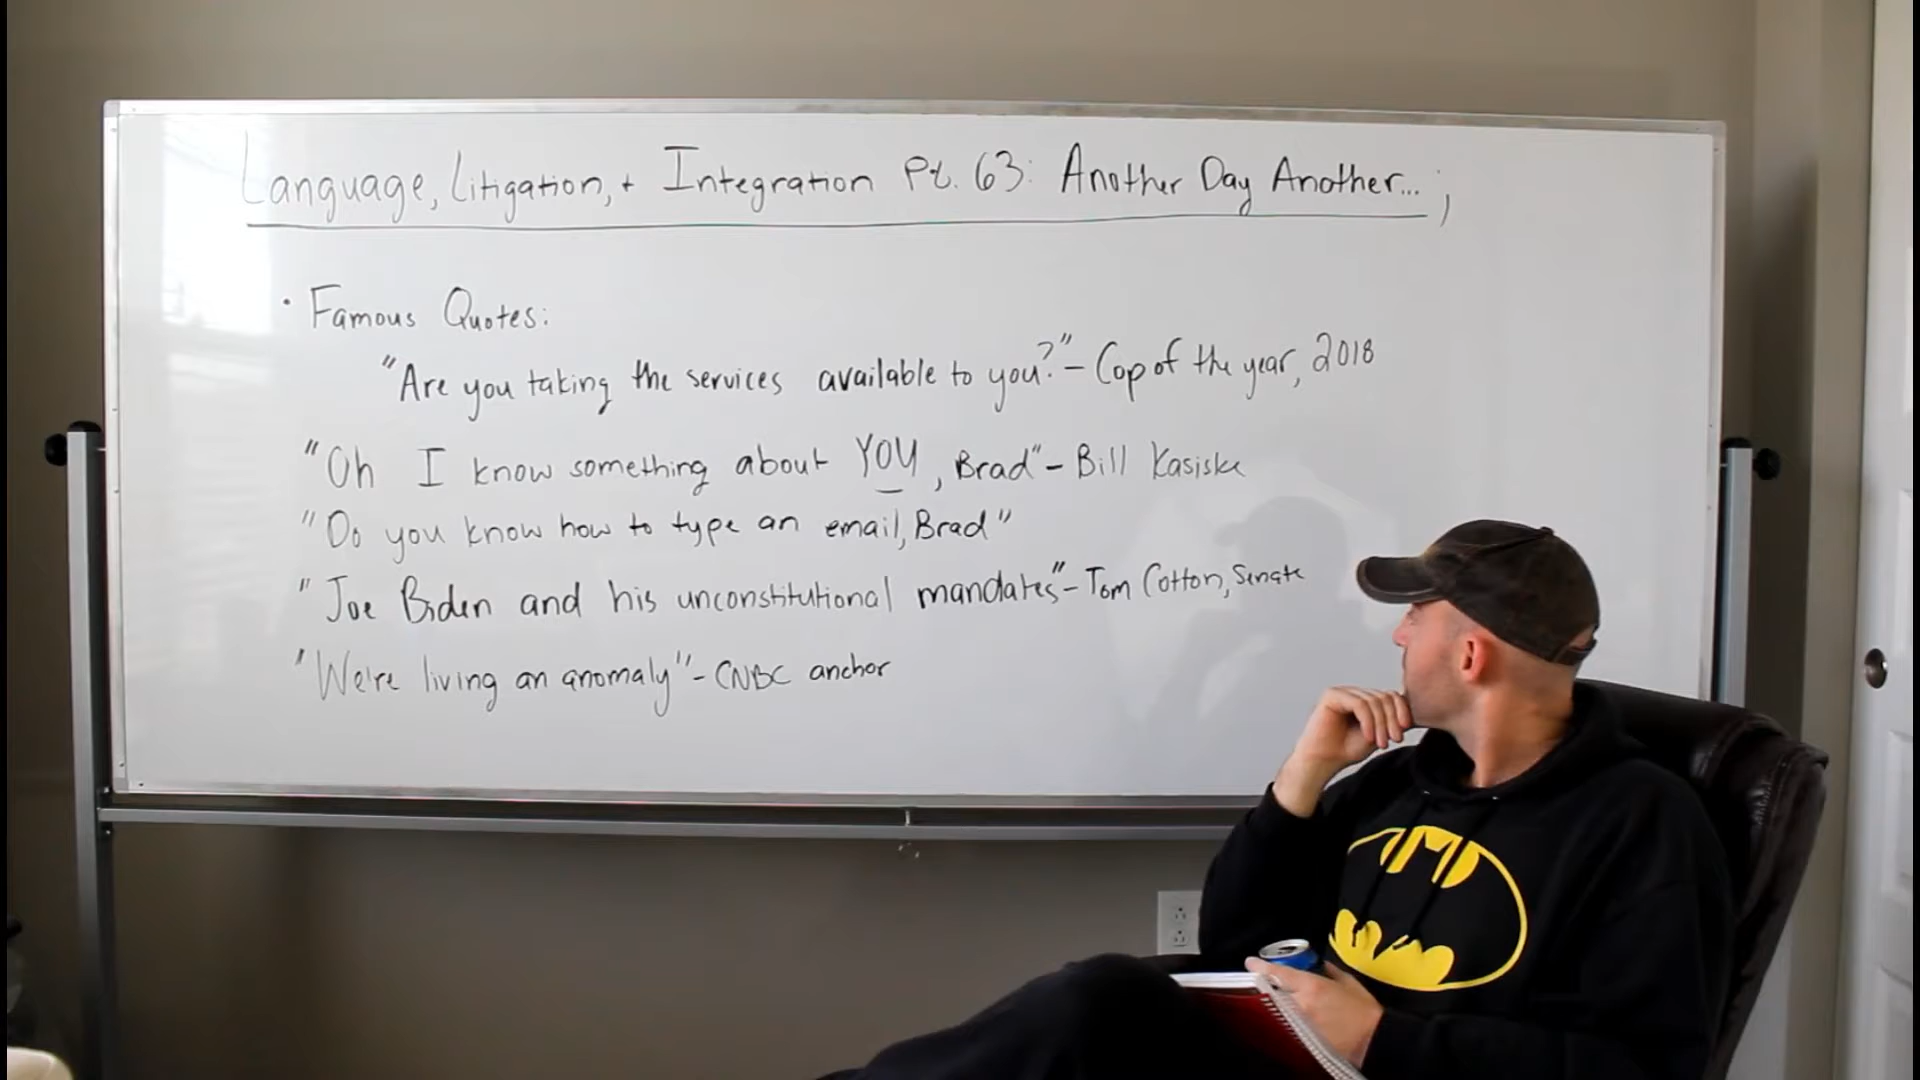 Language, Litigation, + Integration Pt. 63: Another Day Another... ;
· Famous Quotes:
"Are you taking the services available to you?" - Cop of the year, 2018
"Oh I know something about YOU, Brad" - Bill Kasiske
"Do you know how to type an email, Brad"
"Joe Biden and his unconstitutional mandates" - Tom Cotton, Senate
"We're living an anomaly" - CNBC anchor